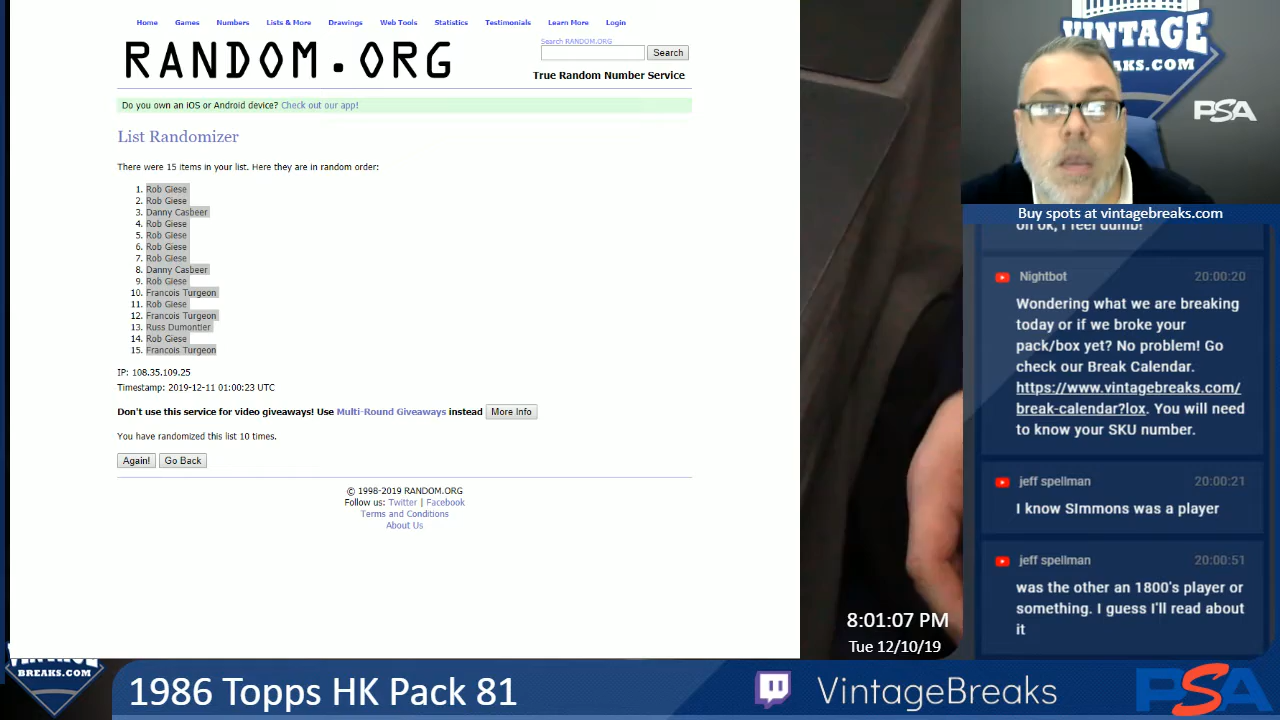 Home Games Numbers Lists & More Drawings Web Tools Statistics Testimonials Learn More Login
RANDOM.ORG
Search RANDOM.ORG
Search
True Random Number Service
Do you own an iOS or Android device? Check out our app!
List Randomizer
There were 15 items in your list. Here they are in random order:
1. Rob Giese
2. Rob Giese
3. Danny Casbeer
4. Rob Giese
5. Rob Giese
6. Rob Giese
7. Rob Giese
8. Danny Casbeer
9. Rob Giese
10. Francois Turgeon
11. Rob Giese
12. Francois Turgeon
13. Russ Dumontier
14. Rob Giese
15. Francois Turgeon
IP: 108.35.109.25
Timestamp: 2019-12-11 01:00:23 UTC
Don't use this service for video giveaways! Use Multi-Round Giveaways instead More Info
You have randomized this list 10 times.
Again! Go Back
© 1998-2019 RANDOM.ORG
Follow us: Twitter | Facebook
Terms and Conditions
About Us
VINTAGE
BREAKS.COM
PSA
Buy spots at vintagebreaks.com
oh ok, I feel dumb!
Nightbot 20:00:20
Wondering what we are breaking
today or if we broke your
pack/box yet? No problem! Go
check our Break Calendar.
https://www.vintagebreaks.com/
break-calendar?lox. You will need
to know your SKU number.
jeff spellman 20:00:21
I know SImmons was a player
jeff spellman 20:00:51
was the other an 1800's player or
something. I guess I'll read about
it
8:01:07 PM
Tue 12/10/19
VINTAGE
BREAKS.COM
1986 Topps HK Pack 81
VintageBreaks
PSA